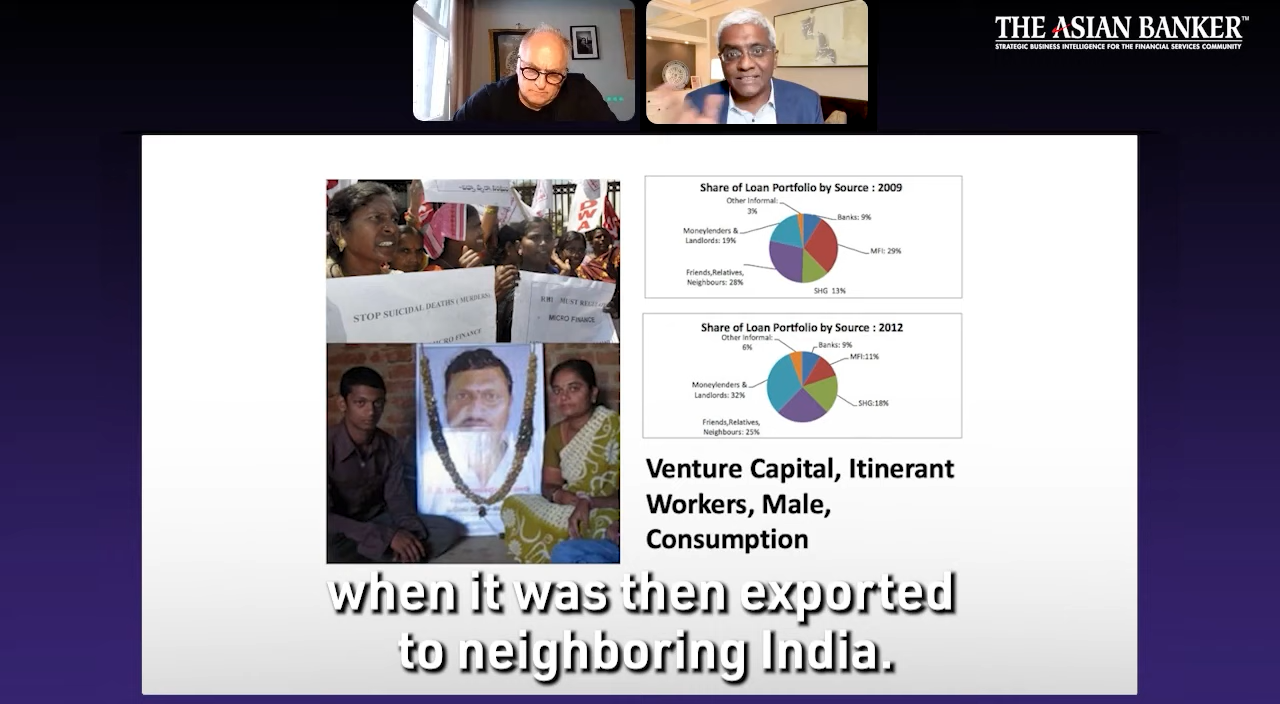 THE ASIAN BANKER™
STRATEGIC BUSINESS INTELLIGENCE FOR THE FINANCIAL SERVICES COMMUNITY
STOP SUICIDAL DEATHS (MURDERS)
MICRO FINANCE
MUST
MICRO FINANCE
Share of Loan Portfolio by Source : 2009
Other Informal:
3%
Banks: 9%
Moneylenders &
Landlords: 19%
MFI: 29%
Friends,Relatives,
Neighbours: 28%
SHG 13%
Share of Loan Portfolio by Source : 2012
Other Informal:
6%
Banks: 9%
MFI:11%
Moneylenders &
Landlords: 32%
SHG:18%
Friends,Relatives,
Neighbours: 25%
Venture Capital, Itinerant
Workers, Male,
Consumption
when it was then exported
to neighboring India.